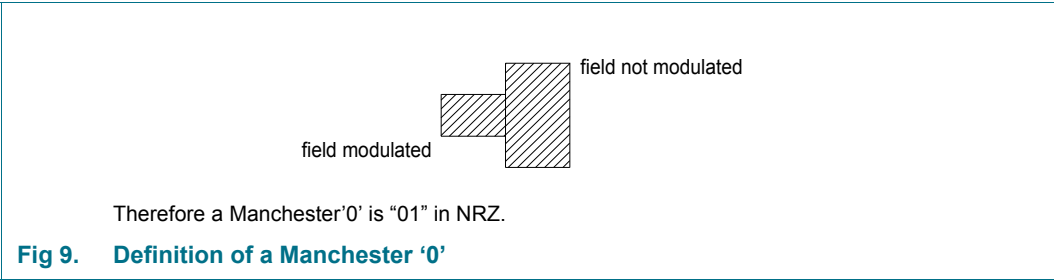 field not modulated
field modulated
Therefore a Manchester'0' is “01” in NRZ.
Fig 9. Definition of a Manchester ‘0’